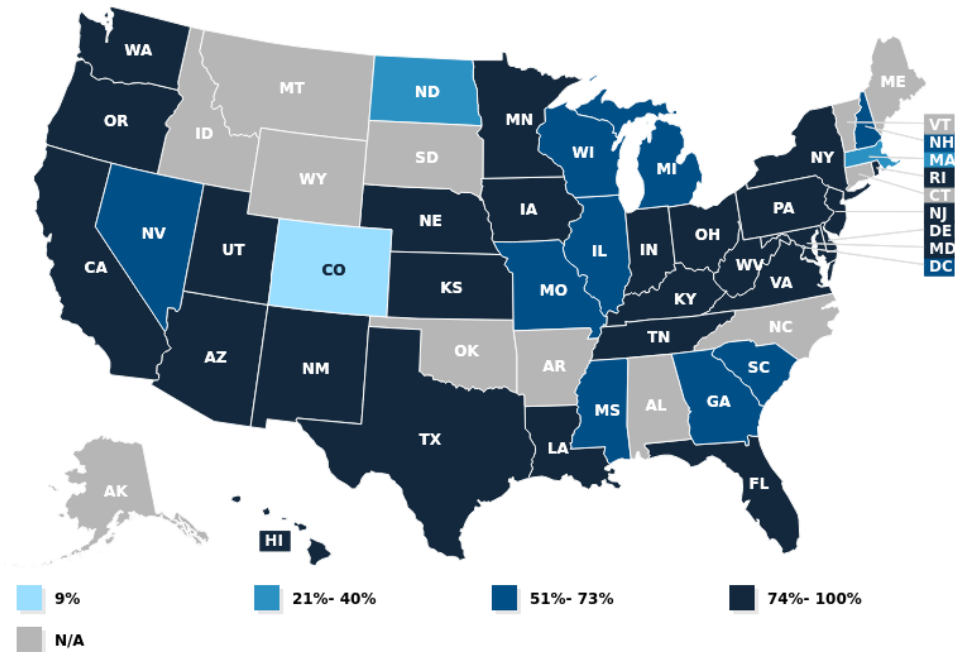 WA
MT
ND
MN
ME
OR
ID
SD
WI
MI
NY
VT
NH
MA
RI
CT
NJ
DE
MD
DC
WY
NV
UT
CO
NE
IA
IL
IN
OH
PA
CA
KS
MO
KY
WV
VA
AZ
NM
OK
AR
TN
NC
SC
TX
LA
MS
AL
GA
FL
AK
HI
9%
21%- 40%
51%- 73%
74%- 100%
N/A